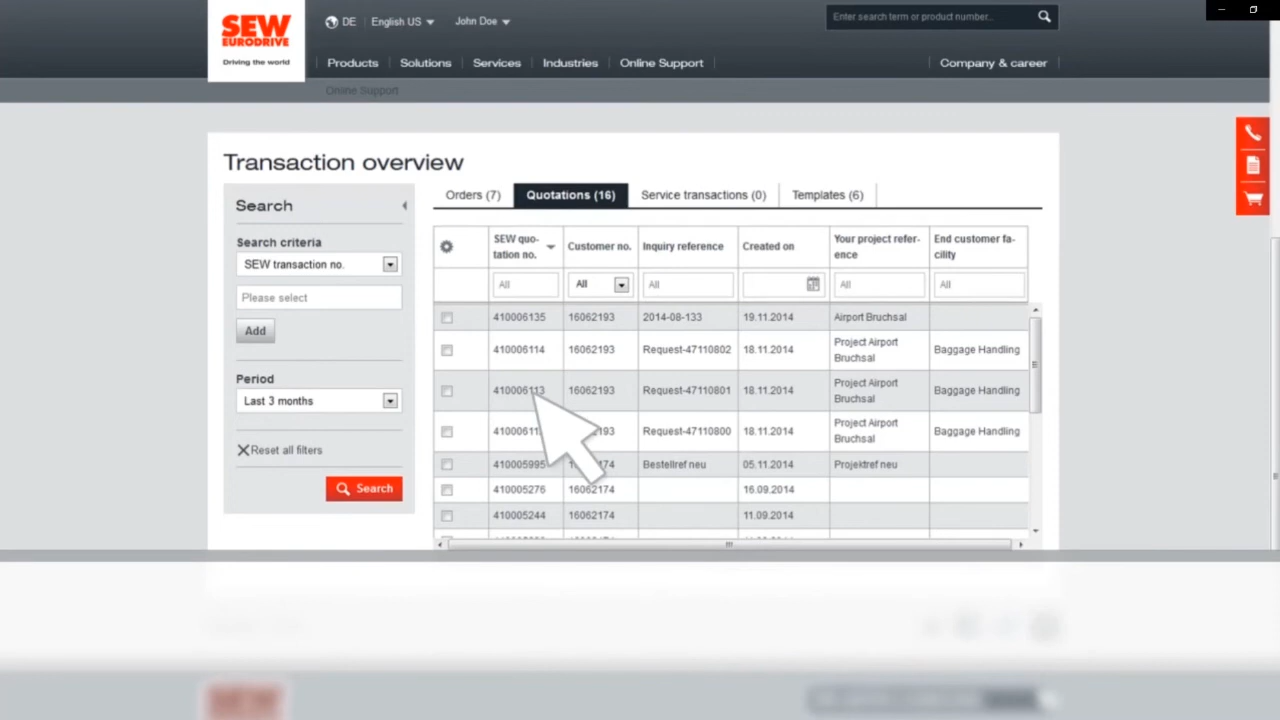 SEW
EURODRIVE
Driving the world
DE English US John Doe
Enter search term or product number...
Products Solutions Services Industries Online Support Company & career
Online Support
Transaction overview
Search
Search criteria
SEW transaction no.
Please select
Add
Period
Last 3 months
Reset all filters
Search
Orders (7) Quotations (16) Service transactions (0) Templates (6)
SEW quo- Customer no. Inquiry reference Created on Your project refer- End customer fa-
tation no. ence cility
All All All All All
410006135 16062193 2014-08-133 19.11.2014 Airport Bruchsal
410006114 16062193 Request-47110802 18.11.2014 Project Airport Baggage Handling
Bruchsal
410006113 16062193 Request-47110801 18.11.2014 Project Airport Baggage Handling
Bruchsal
Request-47110800 18.11.2014 Project Airport Baggage Handling
Bruchsal
410005995 Bestellref neu 05.11.2014 Projektref neu
410005276 16062174 16.09.2014
410005244 16062174 11.09.2014